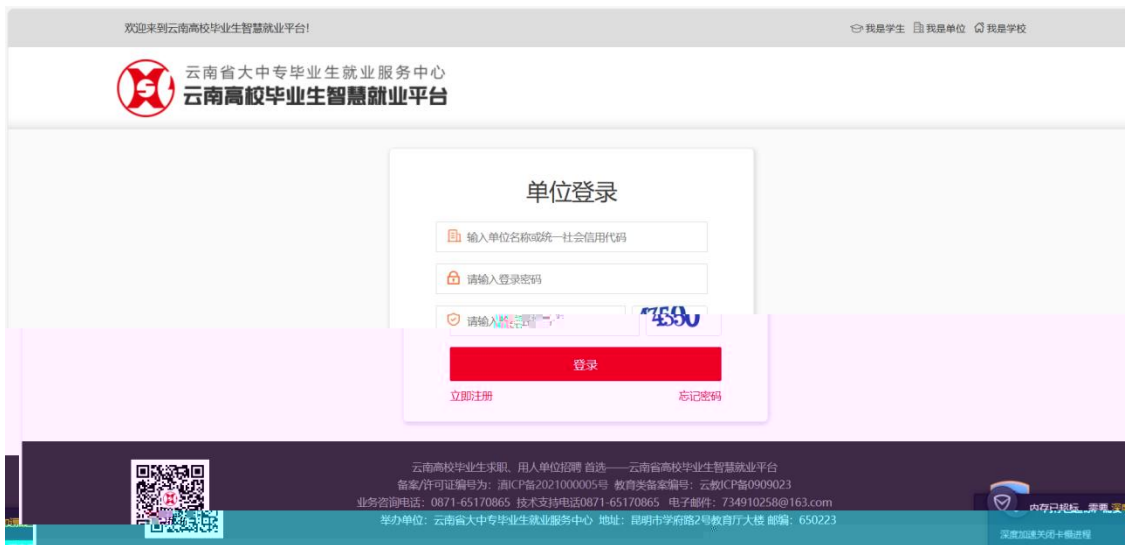 欢迎来到云南高校毕业生智慧就业平台!
我是学生 我是单位 我是学校
云南省大中专毕业生就业服务中心
云南高校毕业生智慧就业平台
单位登录
输入单位名称或统一社会信用代码
请输入登录密码
请输入
登录
立即注册 忘记密码
云南高校毕业生求职、用人单位招聘 首选——云南省高校毕业生智慧就业平台
备案/许可证编号为：滇ICP备2021000005号 教育类备案编号：云教ICP备0909023
业务咨询电话：0871-65170865 技术支持电话0871-65170865 电子邮件：734910258@163.com
举办单位：云南省大中专毕业生就业服务中心 地址：昆明市学府路2号教育厅大楼 邮编：650223
内存已超标，需要
深度加速关闭卡慢进程